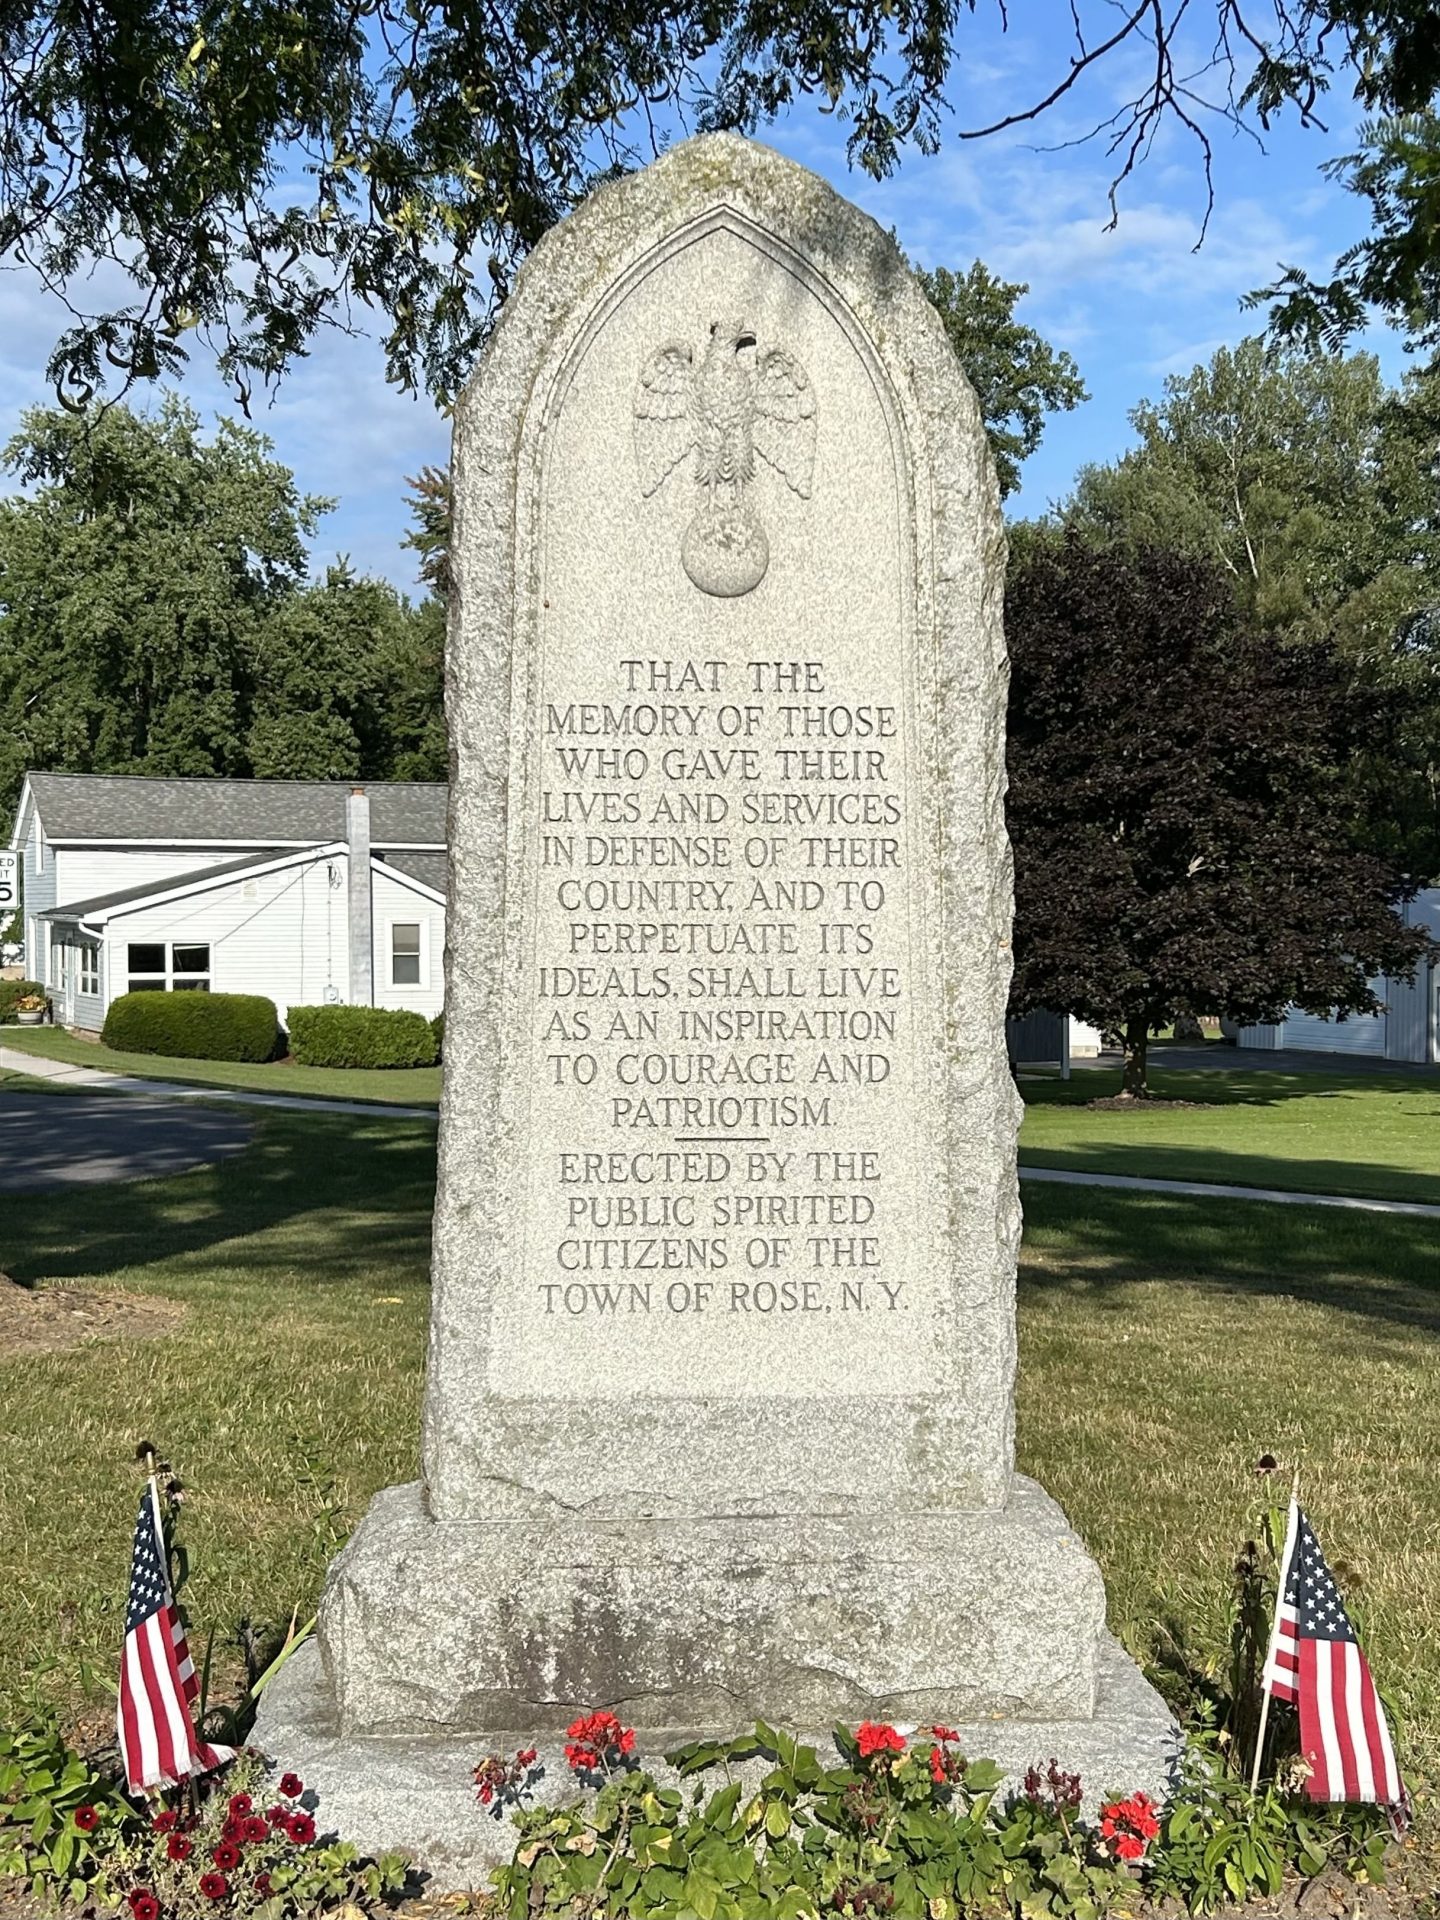 THAT THE
MEMORY OF THOSE
WHO GAVE THEIR
LIVES AND SERVICES
IN DEFENSE OF THEIR
COUNTRY, AND TO
PERPETUATE ITS
IDEALS, SHALL LIVE
AS AN INSPIRATION
TO COURAGE AND
PATRIOTISM.
ERECTED BY THE
PUBLIC SPIRITED
CITIZENS OF THE
TOWN OF ROSE, N. Y.